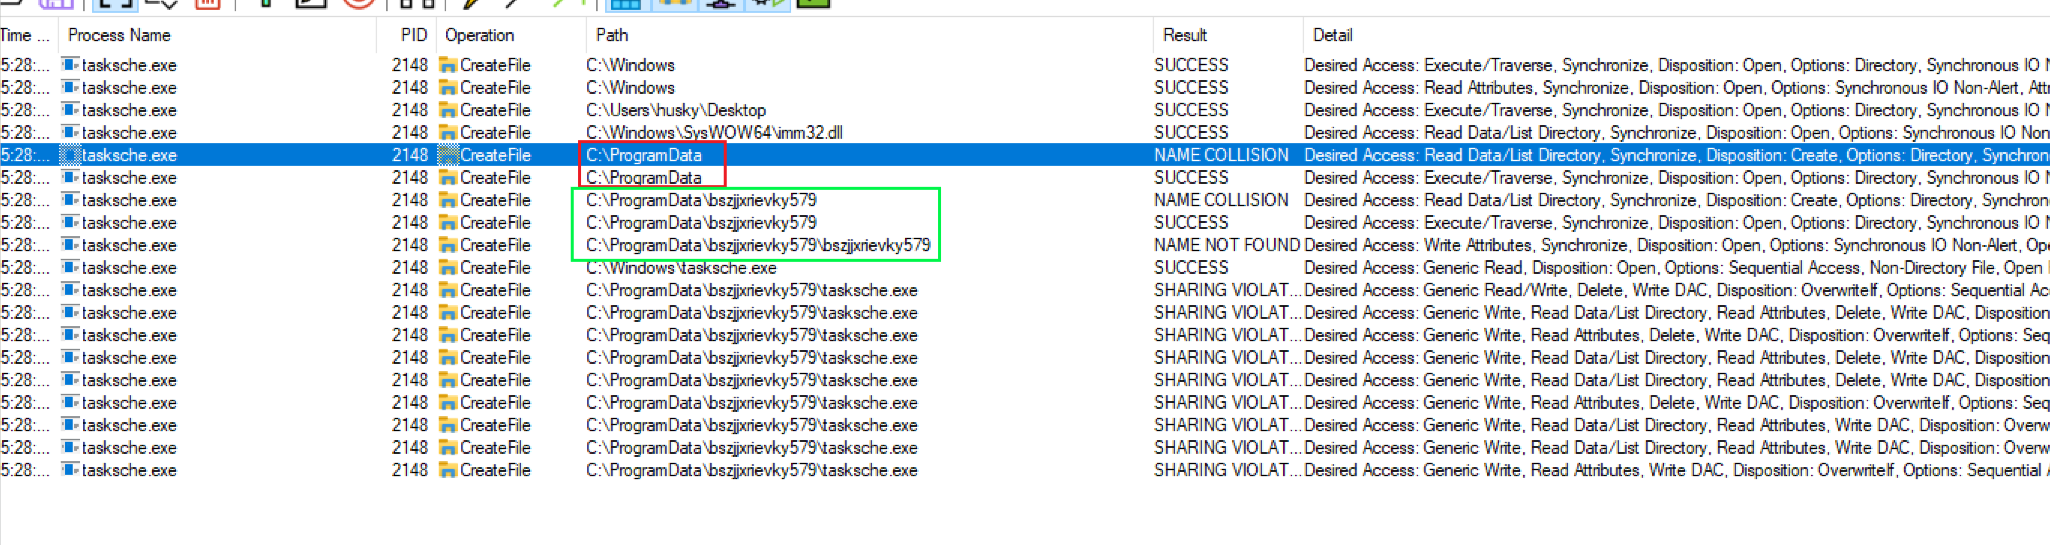 Time ... Process Name PID Operation Path Result Detail
5:28:... tasksche.exe 2148 CreateFile C:\Windows SUCCESS Desired Access: Execute/Traverse, Synchronize, Disposition: Open, Options: Directory, Synchronous IO N
5:28:... tasksche.exe 2148 CreateFile C:\Windows SUCCESS Desired Access: Read Attributes, Synchronize, Disposition: Open, Options: Synchronous IO Non-Alert, Attr
5:28:... tasksche.exe 2148 CreateFile C:\Users\husky\Desktop SUCCESS Desired Access: Execute/Traverse, Synchronize, Disposition: Open, Options: Directory, Synchronous IO N
5:28:... tasksche.exe 2148 CreateFile C:\Windows\SysWOW64\imm32.dll SUCCESS Desired Access: Read Data/List Directory, Synchronize, Disposition: Open, Options: Synchronous IO Non
5:28:... tasksche.exe 2148 CreateFile C:\ProgramData NAME COLLISION Desired Access: Read Data/List Directory, Synchronize, Disposition: Create, Options: Directory, Synchron
5:28:... tasksche.exe 2148 CreateFile C:\ProgramData SUCCESS Desired Access: Execute/Traverse, Synchronize, Disposition: Open, Options: Directory, Synchronous IO N
5:28:... tasksche.exe 2148 CreateFile C:\ProgramData\bszjjxrievky579 NAME COLLISION Desired Access: Read Data/List Directory, Synchronize, Disposition: Create, Options: Directory, Synchron
5:28:... tasksche.exe 2148 CreateFile C:\ProgramData\bszjjxrievky579 SUCCESS Desired Access: Execute/Traverse, Synchronize, Disposition: Open, Options: Directory, Synchronous IO N
5:28:... tasksche.exe 2148 CreateFile C:\ProgramData\bszjjxrievky579\bszjjxrievky579 NAME NOT FOUND Desired Access: Write Attributes, Synchronize, Disposition: Open, Options: Synchronous IO Non-Alert, Ope
5:28:... tasksche.exe 2148 CreateFile C:\Windows\tasksche.exe SUCCESS Desired Access: Generic Read, Disposition: Open, Options: Sequential Access, Non-Directory File, Open
5:28:... tasksche.exe 2148 CreateFile C:\ProgramData\bszjjxrievky579\tasksche.exe SHARING VIOLAT... Desired Access: Generic Read/Write, Delete, Write DAC, Disposition: OverwriteIf, Options: Sequential Ac
5:28:... tasksche.exe 2148 CreateFile C:\ProgramData\bszjjxrievky579\tasksche.exe SHARING VIOLAT... Desired Access: Generic Write, Read Data/List Directory, Read Attributes, Delete, Write DAC, Disposition
5:28:... tasksche.exe 2148 CreateFile C:\ProgramData\bszjjxrievky579\tasksche.exe SHARING VIOLAT... Desired Access: Generic Write, Read Attributes, Delete, Write DAC, Disposition: OverwriteIf, Options: Seq
5:28:... tasksche.exe 2148 CreateFile C:\ProgramData\bszjjxrievky579\tasksche.exe SHARING VIOLAT... Desired Access: Generic Write, Read Data/List Directory, Read Attributes, Delete, Write DAC, Disposition
5:28:... tasksche.exe 2148 CreateFile C:\ProgramData\bszjjxrievky579\tasksche.exe SHARING VIOLAT... Desired Access: Generic Write, Read Data/List Directory, Read Attributes, Delete, Write DAC, Disposition
5:28:... tasksche.exe 2148 CreateFile C:\ProgramData\bszjjxrievky579\tasksche.exe SHARING VIOLAT... Desired Access: Generic Write, Read Attributes, Delete, Write DAC, Disposition: OverwriteIf, Options: Seq
5:28:... tasksche.exe 2148 CreateFile C:\ProgramData\bszjjxrievky579\tasksche.exe SHARING VIOLAT... Desired Access: Generic Write, Read Data/List Directory, Read Attributes, Write DAC, Disposition: Overw
5:28:... tasksche.exe 2148 CreateFile C:\ProgramData\bszjjxrievky579\tasksche.exe SHARING VIOLAT... Desired Access: Generic Write, Read Data/List Directory, Read Attributes, Write DAC, Disposition: Overw
5:28:... tasksche.exe 2148 CreateFile C:\ProgramData\bszjjxrievky579\tasksche.exe SHARING VIOLAT... Desired Access: Generic Write, Read Attributes, Write DAC, Disposition: OverwriteIf, Options: Sequential